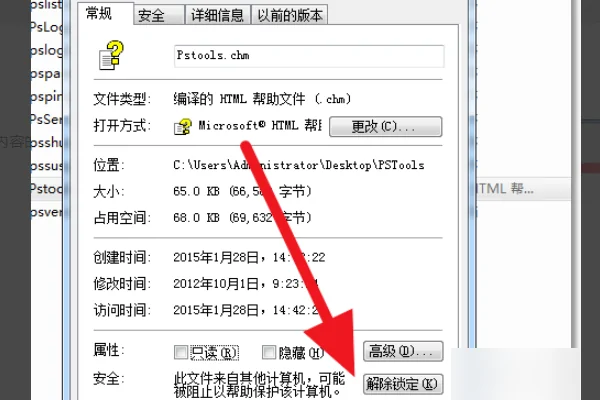 常规 安全 详细信息 以前的版本
Pstools.chm
文件类型: 编译的 HTML 帮助文件 (.chm)
打开方式: Microsoft® HTML 帮 更改(C)...
位置: C:\Users\Administrator\Desktop\PSTools
大小: 65.0 KB (66,5 字节)
占用空间: 68.0 KB (69,632 字节)
创建时间: 2015年1月28日，14: :22
修改时间: 2012年10月1日，9:23:
访问时间: 2015年1月28日，14:42:2
属性: 只读(R) 隐藏(H) 高级(D)...
安全: 此文件来自其他计算机，可能
被阻止以帮助保护该计算机。 解除锁定(K)
pslist
PsLog
pslog
pspa
pspin
PsSer
pssh
pssus
Pstoo
psver
内容的
HTML 帮...